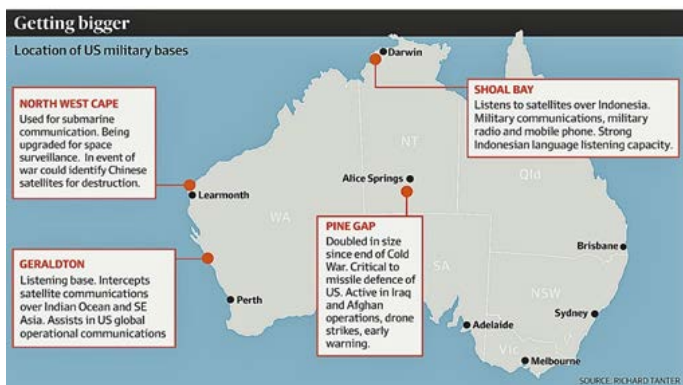 Getting bigger
Location of US military bases
Darwin
NORTH WEST CAPE
Used for submarine
communication. Being
upgraded for space
surveillance. In event of
war could identify Chinese
satellites for destruction.
SHOAL BAY
Listens to satellites over Indonesia.
Military communications, military
radio and mobile phone. Strong
Indonesian language listening capacity.
NT
Qld
Alice Springs
Learmonth
WA
PINE GAP
Doubled in size
since end of Cold
War. Critical to
missile defence of
US. Active in Iraq
and Afghan
operations, drone
strikes, early
warning.
GERALDTON
Listening base. Intercepts
satellite communications
over Indian Ocean and SE
Asia. Assists in US global
operational communications
Brisbane
SA
NSW
Perth
Sydney
Adelaide
Vic
Melbourne
SOURCE: RICHARD TANTER